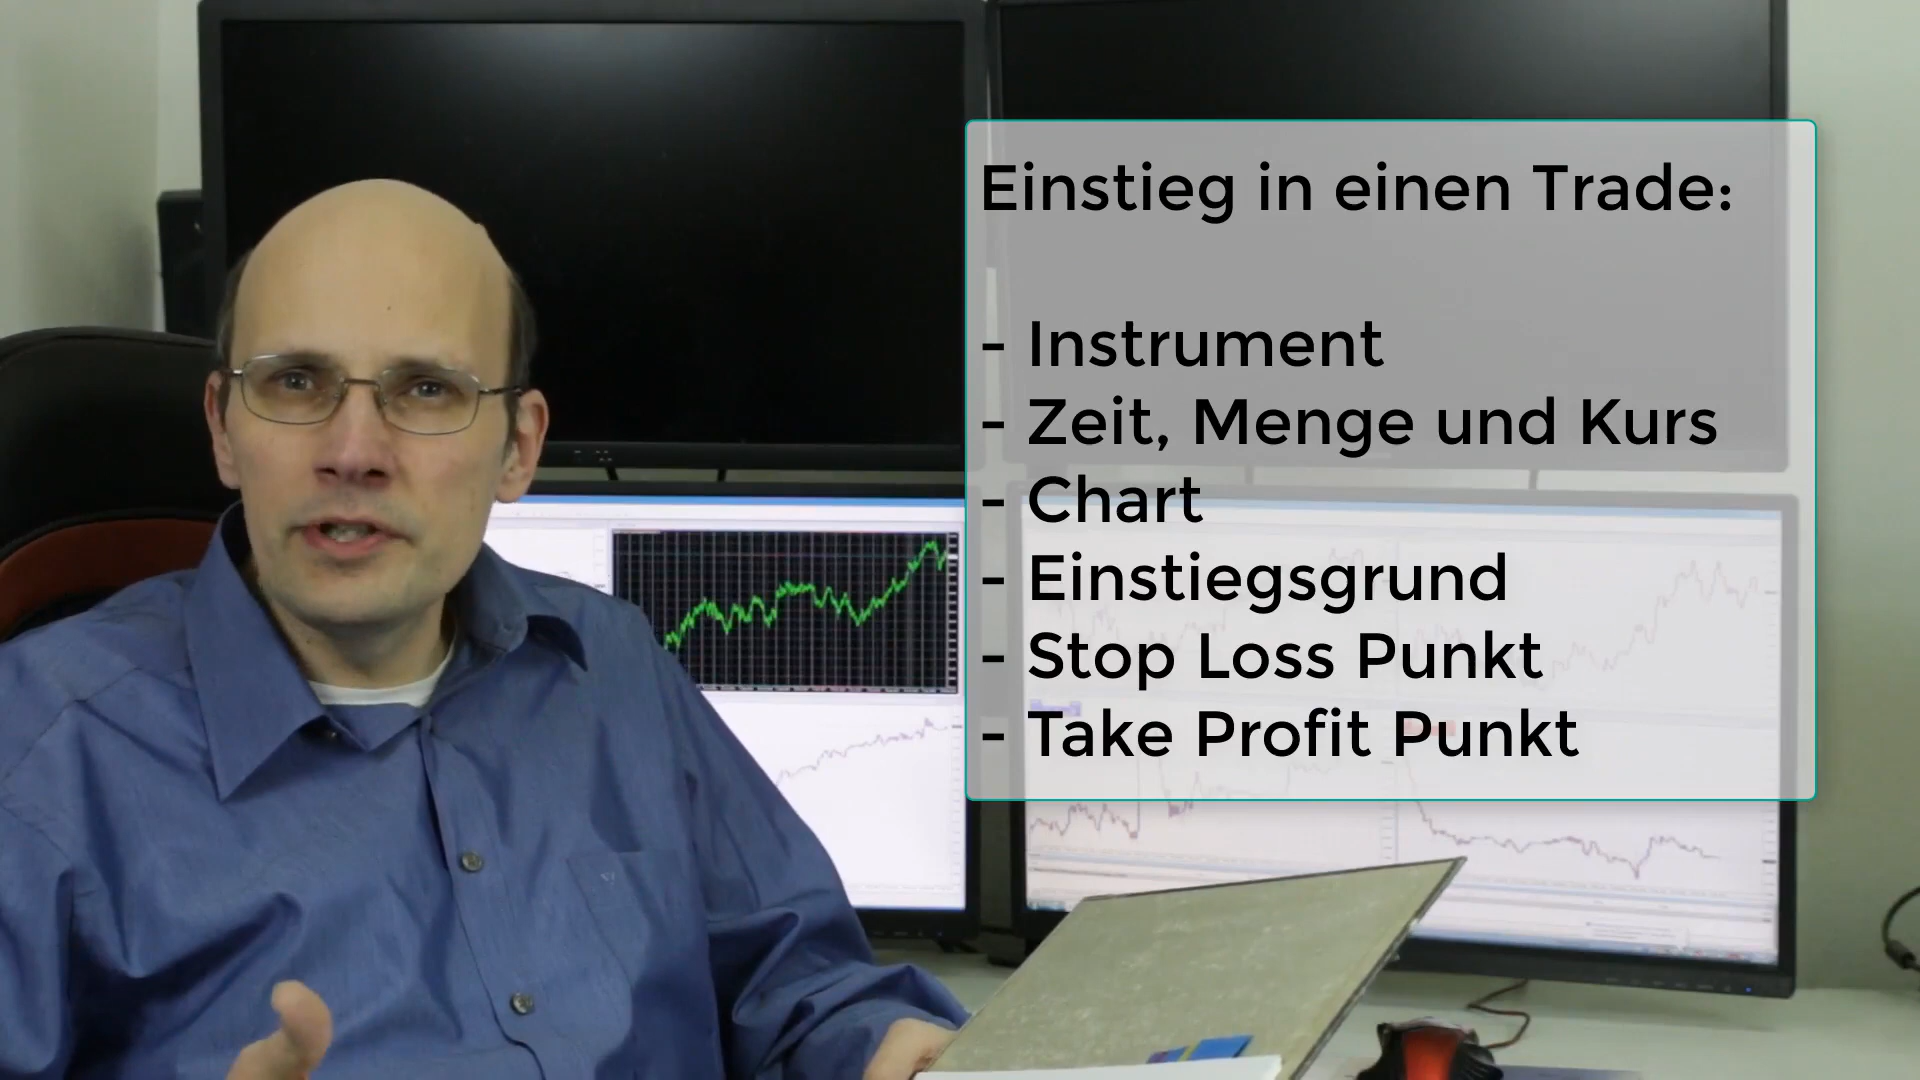 Einstieg in einen Trade:
- Instrument
- Zeit, Menge und Kurs
- Chart
- Einstiegsgrund
- Stop Loss Punkt
- Take Profit Punkt